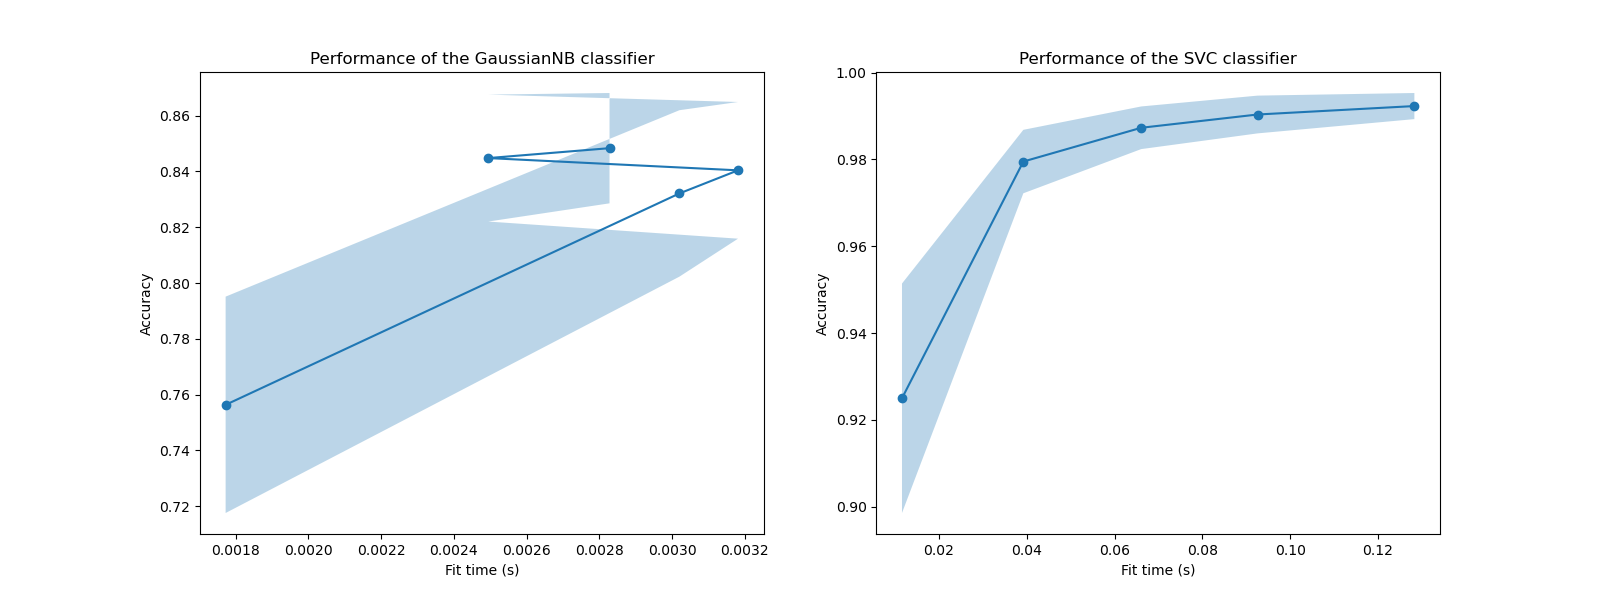 Performance of the GaussianNB classifier
Accuracy
0.86
0.84
0.82
0.80
0.78
0.76
0.74
0.72
0.0018 0.0020 0.0022 0.0024 0.0026 0.0028 0.0030 0.0032
Fit time (s)
Performance of the SVC classifier
Accuracy
1.00
0.98
0.96
0.94
0.92
0.90
0.02 0.04 0.06 0.08 0.10 0.12
Fit time (s)